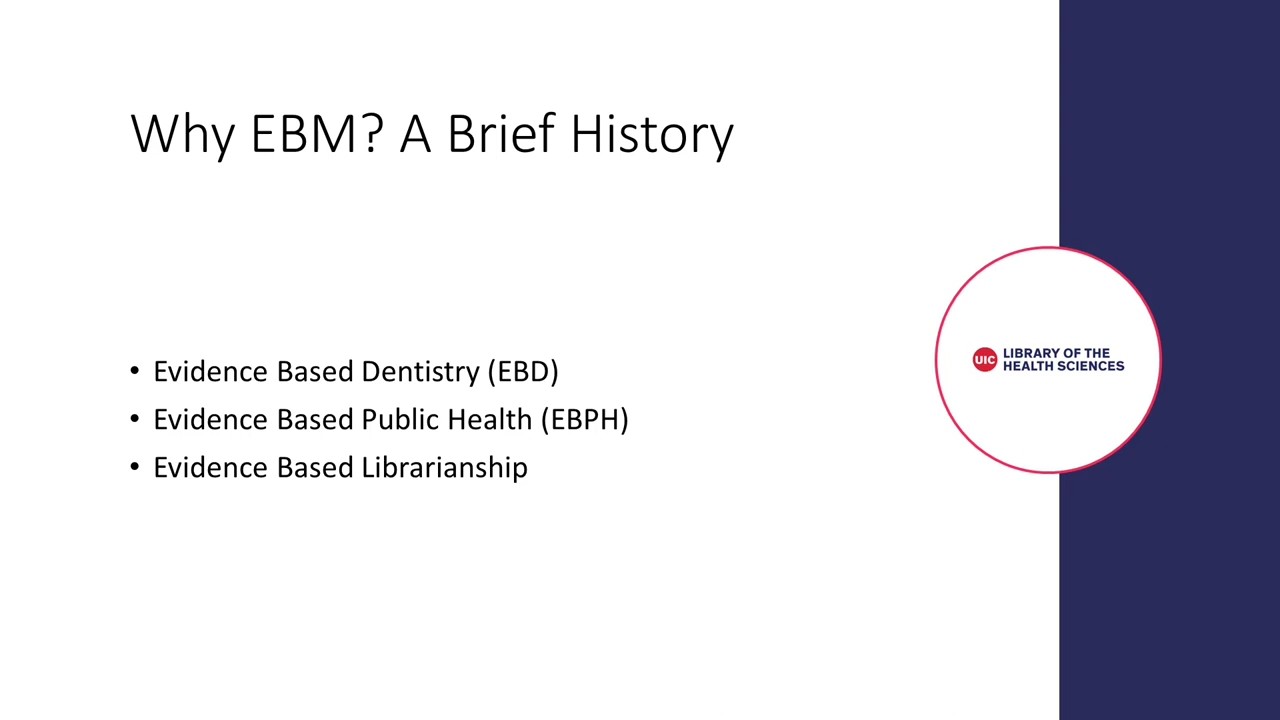 Why EBM? A Brief History
• Evidence Based Dentistry (EBD)
• Evidence Based Public Health (EBPH)
• Evidence Based Librarianship
UIC LIBRARY OF THE
HEALTH SCIENCES